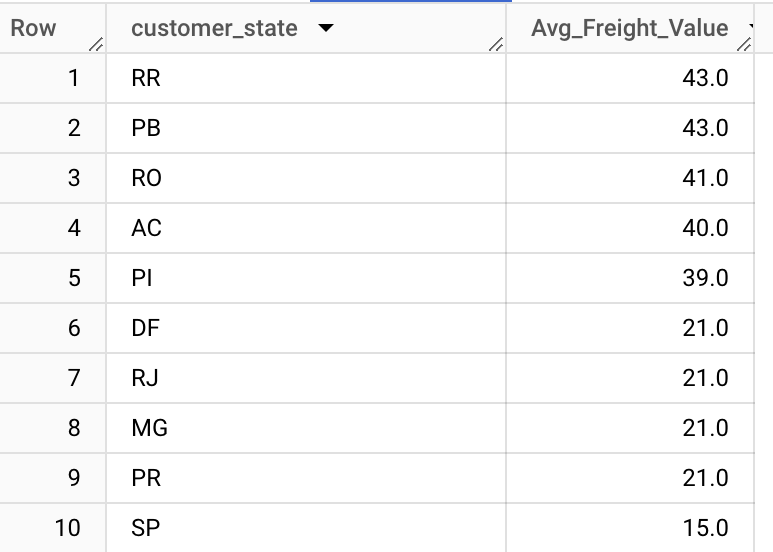 Row customer_state Avg_Freight_Value
1 RR 43.0
2 PB 43.0
3 RO 41.0
4 AC 40.0
5 PI 39.0
6 DF 21.0
7 RJ 21.0
8 MG 21.0
9 PR 21.0
10 SP 15.0